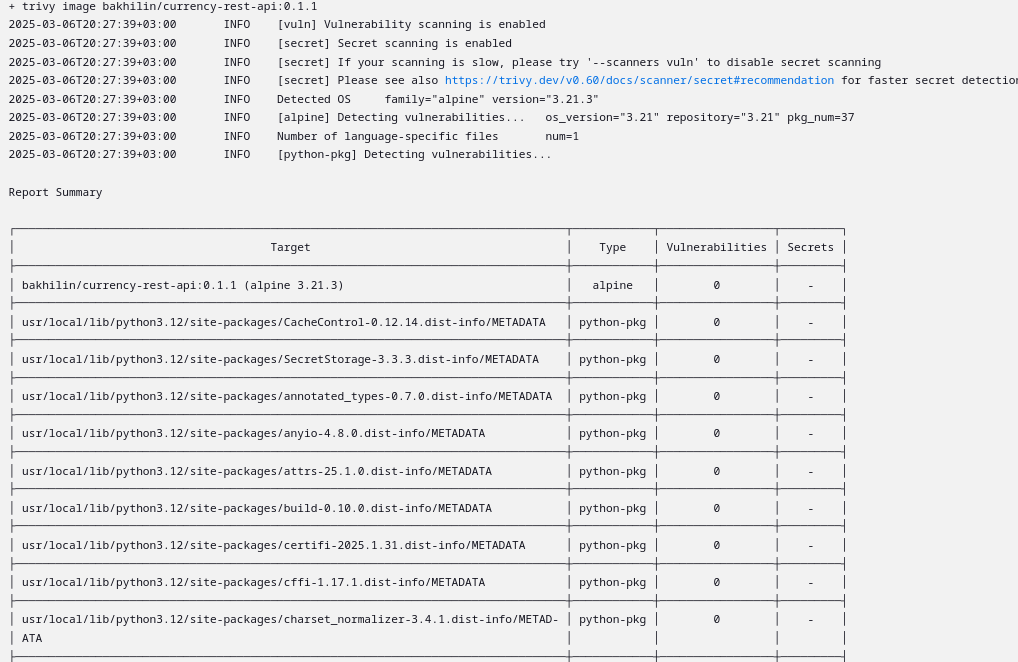 + trivy image bakhilin/currency-rest-api:0.1.1
2025-03-06T20:27:39+03:00 INFO [vuln] Vulnerability scanning is enabled
2025-03-06T20:27:39+03:00 INFO [secret] Secret scanning is enabled
2025-03-06T20:27:39+03:00 INFO [secret] If your scanning is slow, please try '--scanners vuln' to disable secret scanning
2025-03-06T20:27:39+03:00 INFO [secret] Please see also https://trivy.dev/v0.60/docs/scanner/secret#recommendation for faster secret detection
2025-03-06T20:27:39+03:00 INFO Detected OS family="alpine" version="3.21.3"
2025-03-06T20:27:39+03:00 INFO [alpine] Detecting vulnerabilities... os_version="3.21" repository="3.21" pkg_num=37
2025-03-06T20:27:39+03:00 INFO Number of language-specific files num=1
2025-03-06T20:27:39+03:00 INFO [python-pkg] Detecting vulnerabilities...
Report Summary
Target Type Vulnerabilities Secrets
bakhilin/currency-rest-api:0.1.1 (alpine 3.21.3) alpine 0 -
usr/local/lib/python3.12/site-packages/CacheControl-0.12.14.dist-info/METADATA python-pkg 0 -
usr/local/lib/python3.12/site-packages/SecretStorage-3.3.3.dist-info/METADATA python-pkg 0 -
usr/local/lib/python3.12/site-packages/annotated_types-0.7.0.dist-info/METADATA python-pkg 0 -
usr/local/lib/python3.12/site-packages/anyio-4.8.0.dist-info/METADATA python-pkg 0 -
usr/local/lib/python3.12/site-packages/attrs-25.1.0.dist-info/METADATA python-pkg 0 -
usr/local/lib/python3.12/site-packages/build-0.10.0.dist-info/METADATA python-pkg 0 -
usr/local/lib/python3.12/site-packages/certifi-2025.1.31.dist-info/METADATA python-pkg 0 -
usr/local/lib/python3.12/site-packages/cffi-1.17.1.dist-info/METADATA python-pkg 0 -
usr/local/lib/python3.12/site-packages/charset_normalizer-3.4.1.dist-info/METAD- python-pkg 0 -
ATA